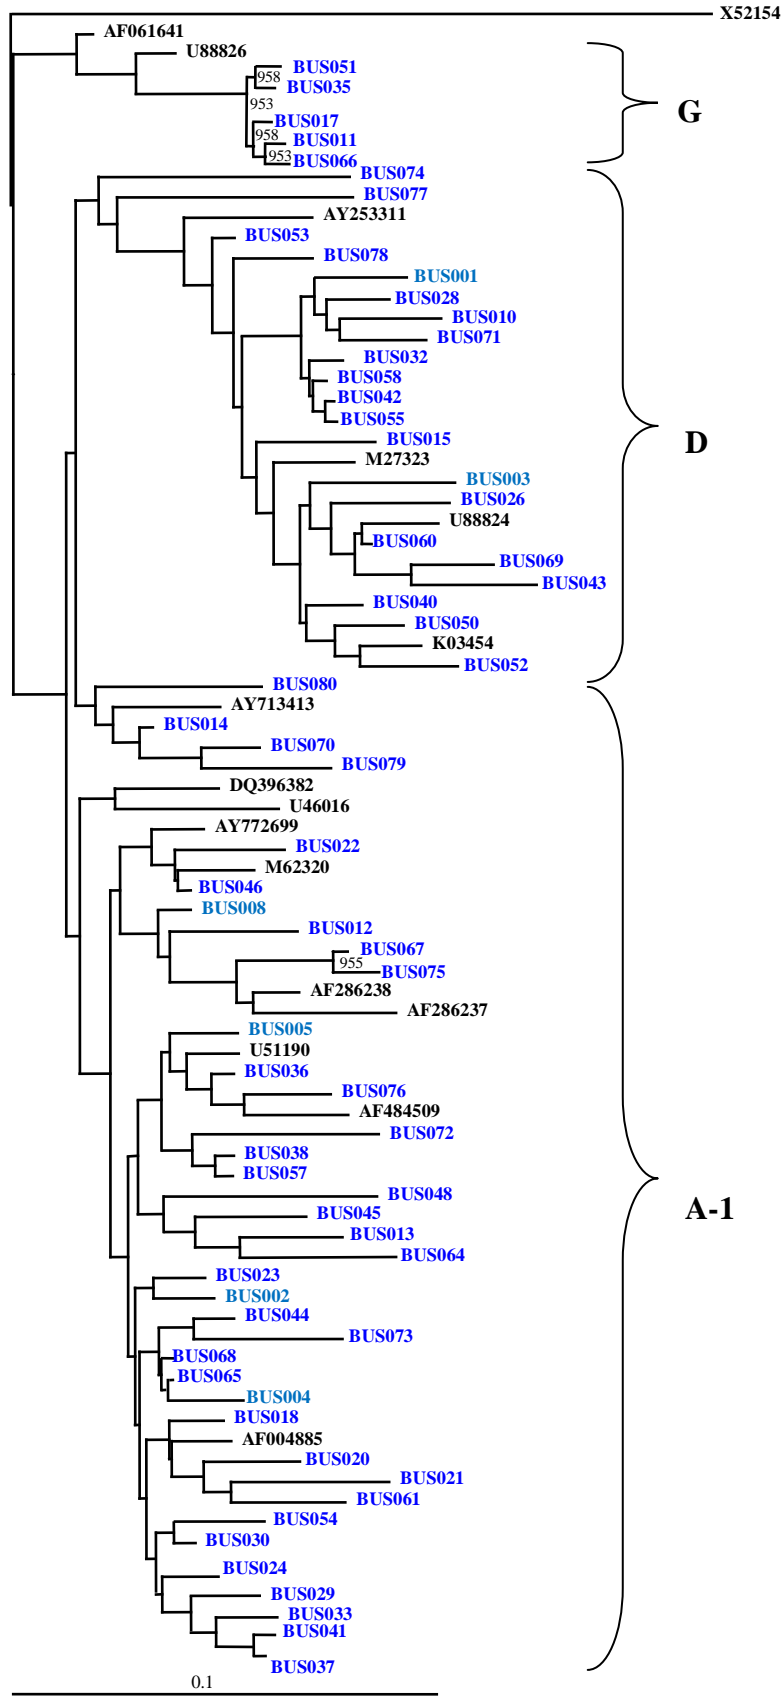 X52154
AF061641
U88826
BUS051
958
BUS035
953
G
BUS017
958
BUS011
953
BUS066
BUS074
BUS077
AY253311
BUS053
BUS078
BUS001
BUS028
BUS010
BUS071
BUS032
BUS058
BUS042
BUS055
BUS015
D
M27323
BUS003
BUS026
U88824
BUS060
BUS069
BUS043
BUS040
BUS050
K03454
BUS052
BUS080
AY713413
BUS014
BUS070
BUS079
DQ396382
U46016
AY772699
BUS022
M62320
BUS046
BUS008
BUS012
BUS067
955
BUS075
AF286238
AF286237
BUS005
U51190
BUS036
BUS076
AF484509
BUS072
BUS038
BUS057
BUS048
A-1
BUS045
BUS013
BUS064
BUS023
BUS002
BUS044
BUS073
BUS068
BUS065
BUS004
BUS018
AF004885
BUS020
BUS021
BUS061
BUS054
BUS030
BUS024
BUS029
BUS033
BUS041
BUS037
0.1